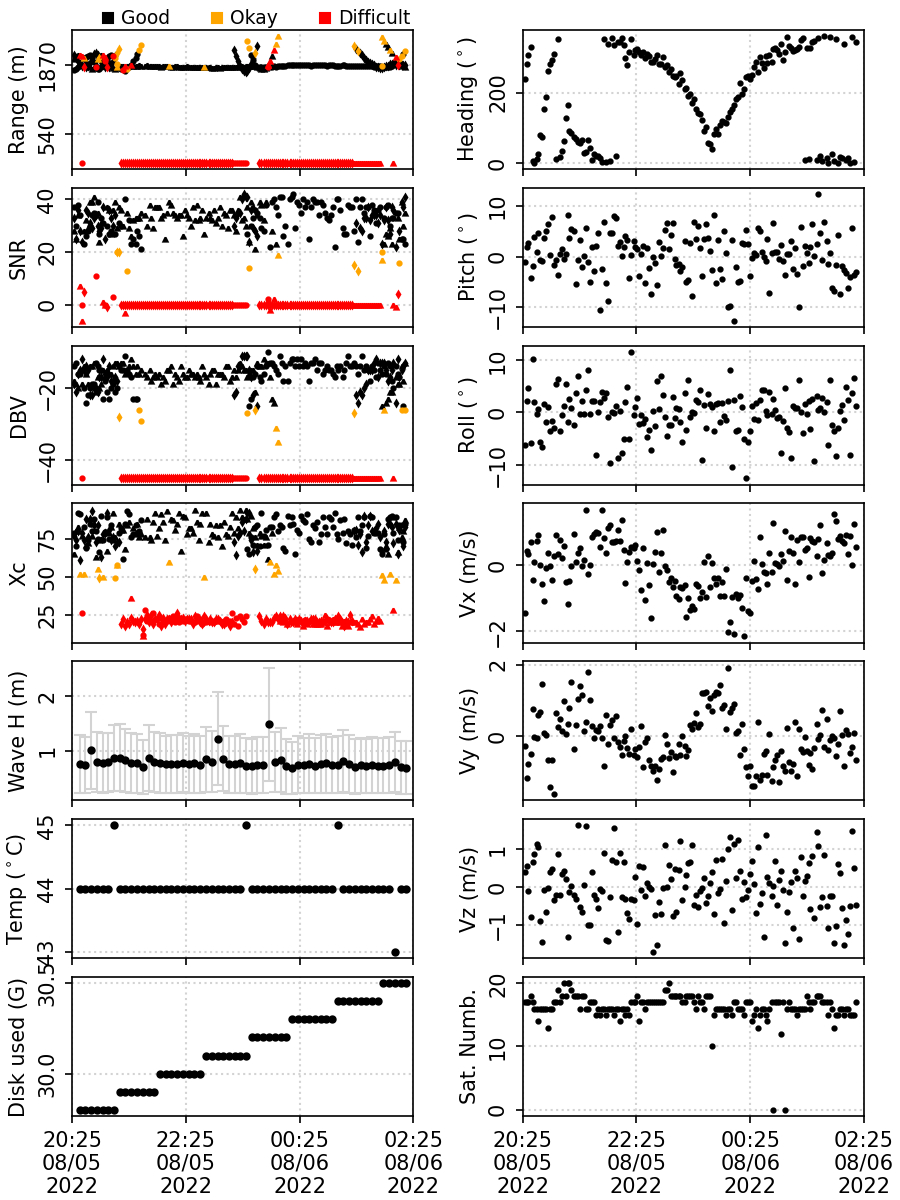 Good Okay Difficult
Range (m)
1870
540
Heading (°)
200
0
SNR
40
20
0
Pitch (°)
10
0
−10
DBV
−20
−40
Roll (°)
10
0
−10
Xc
75
50
25
Vx (m/s)
0
−2
Wave H (m)
2
1
Vy (m/s)
2
0
Temp (°C)
45
44
43
Vz (m/s)
1
0
−1
Disk used (G)
30.5
30.0
Sat. Numb.
20
10
0
20:25 22:25 00:25 02:25
08/05 08/05 08/06 08/06
2022 2022 2022 2022
20:25 22:25 00:25 02:25
08/05 08/05 08/06 08/06
2022 2022 2022 2022